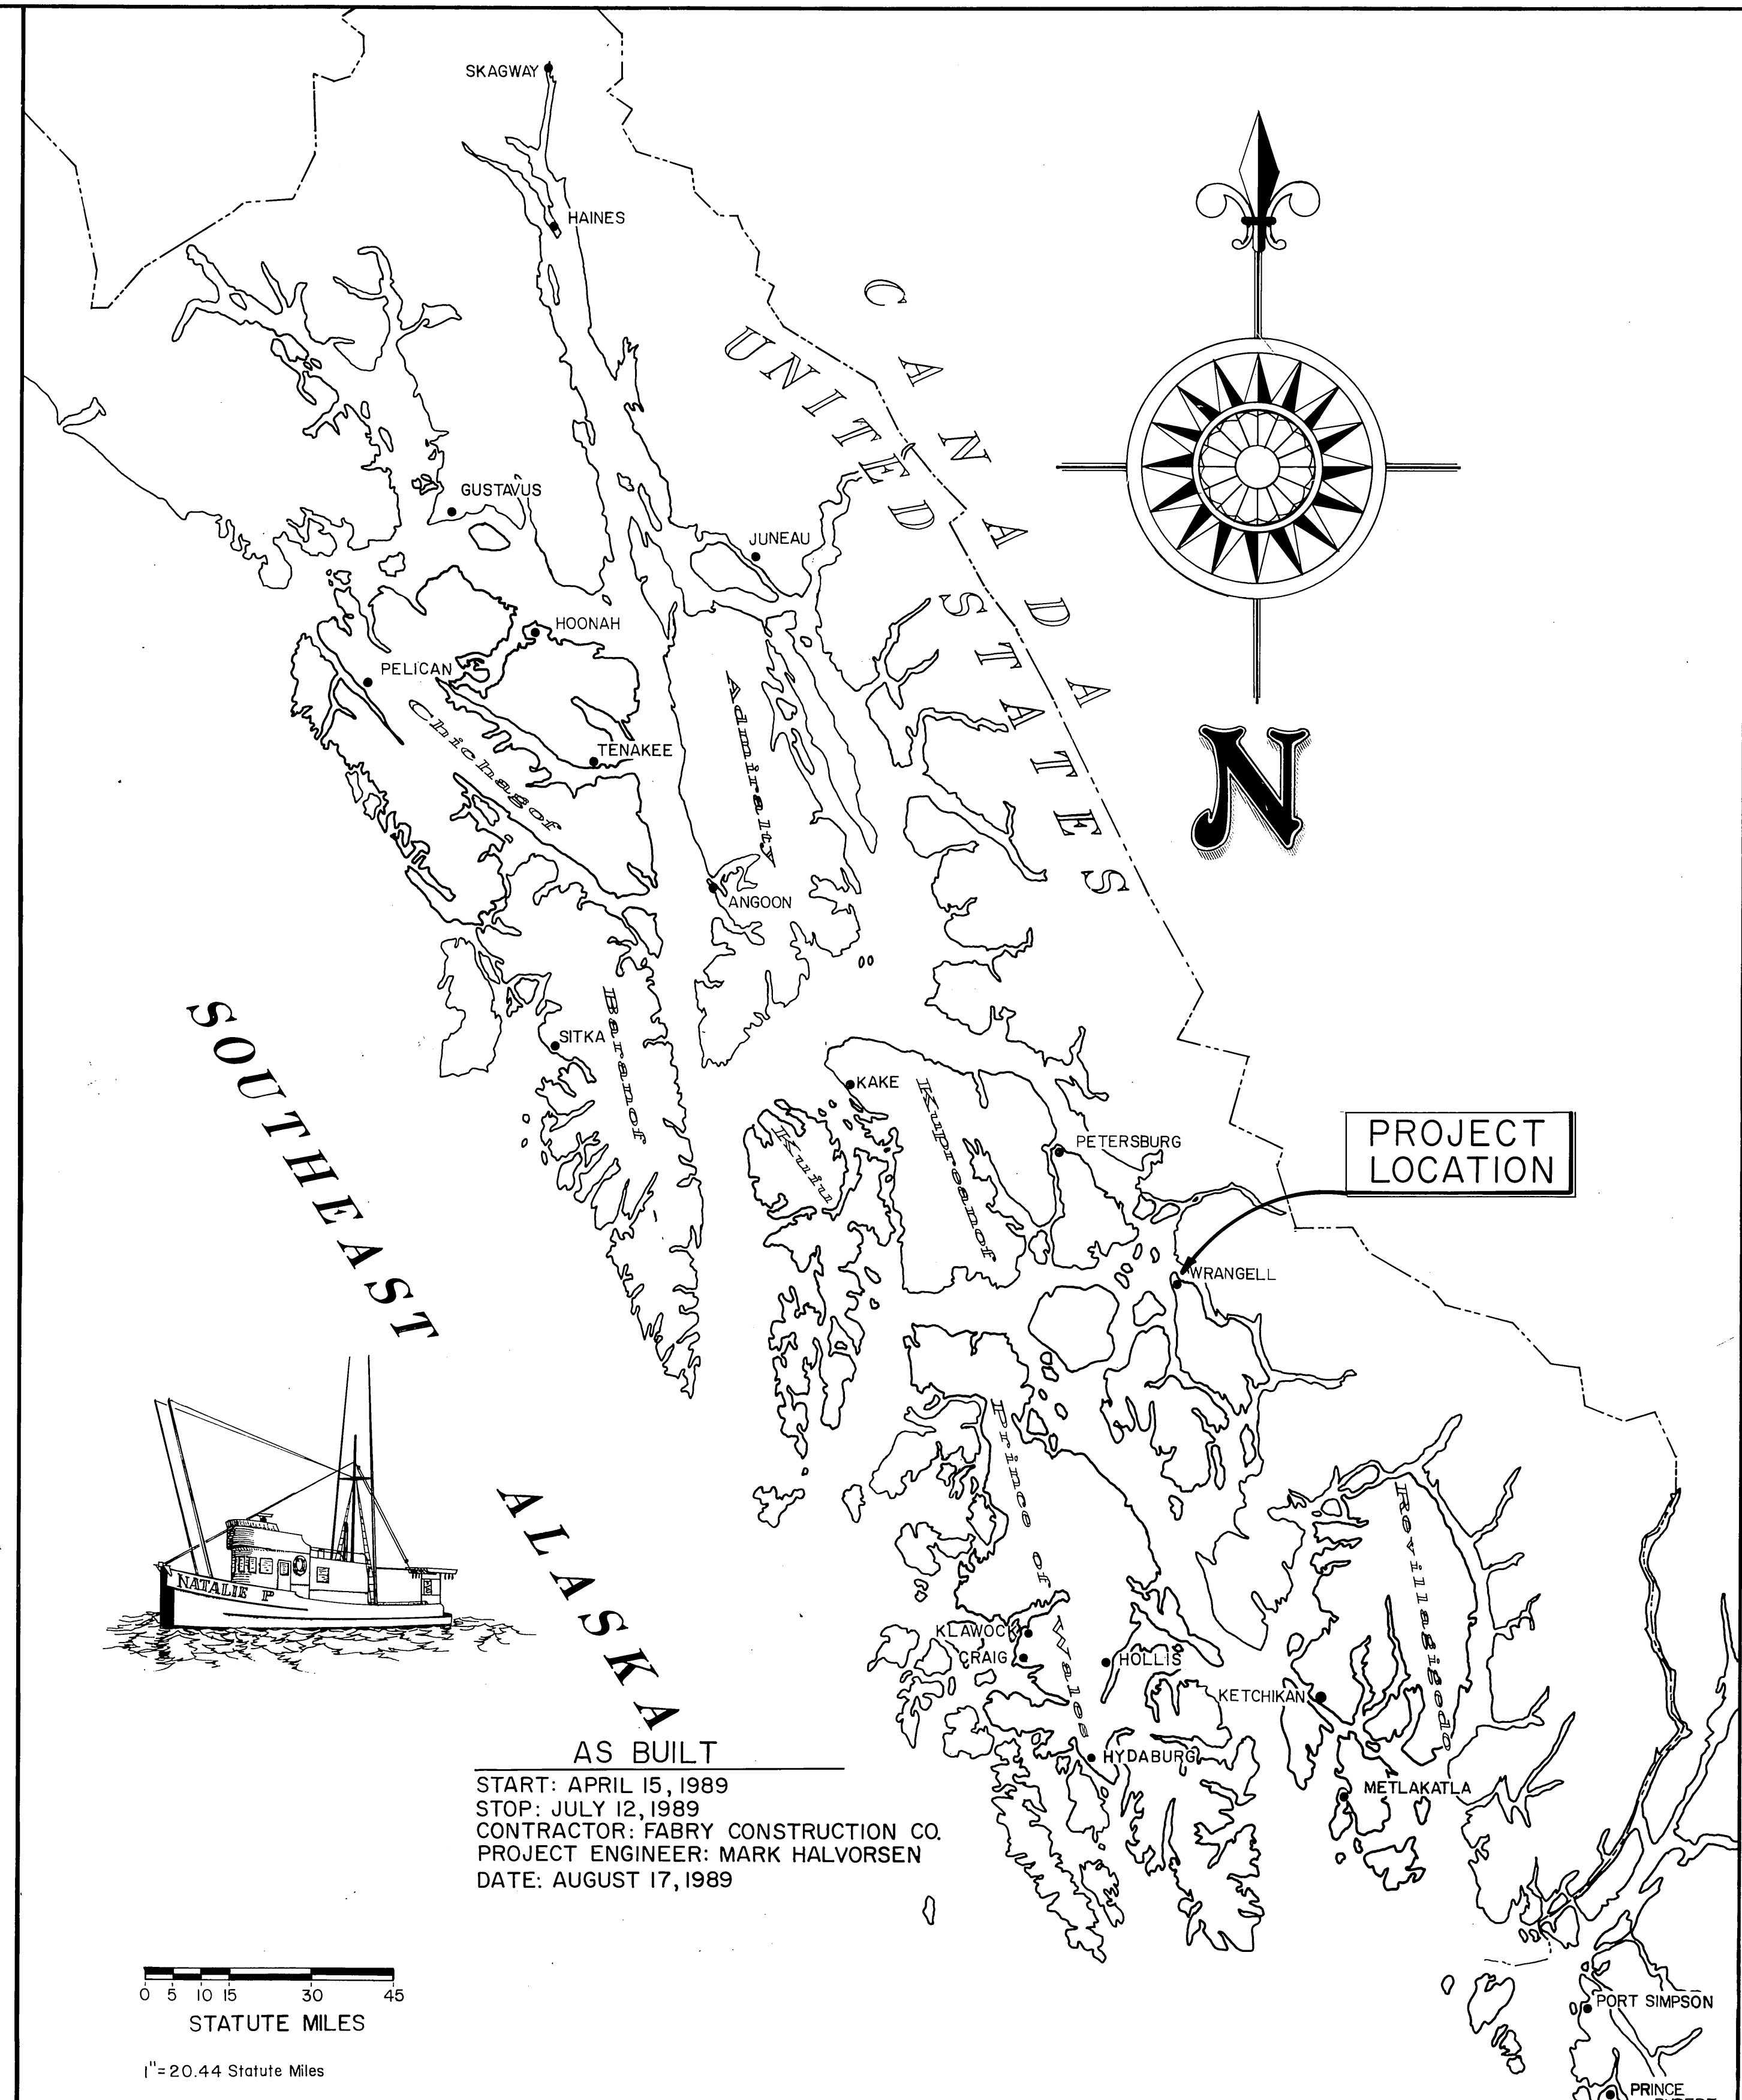 SKAGWAY
HAINES
CANADA
UNITED STATES
GUSTAVUS
JUNEAU
HOONAH
PELICAN
Chichagof
Admiralty
TENAKEE
N
ANGOON
SOUTHEAST
ALASKA
Baranof
SITKA
KAKE
Kupreanof
Kuiu
PETERSBURG
PROJECT
LOCATION
WRANGELL
Prince of Wales
Revillagigedo
NATALIE P
KLAWOCK
CRAIG
HOLLIS
KETCHIKAN
HYDABURG
METLAKATLA
AS BUILT
START: APRIL 15, 1989
STOP: JULY 12, 1989
CONTRACTOR: FABRY CONSTRUCTION CO.
PROJECT ENGINEER: MARK HALVORSEN
DATE: AUGUST 17, 1989
0 5 10 15 30 45
STATUTE MILES
1"=20.44 Statute Miles
PORT SIMPSON
PRINCE